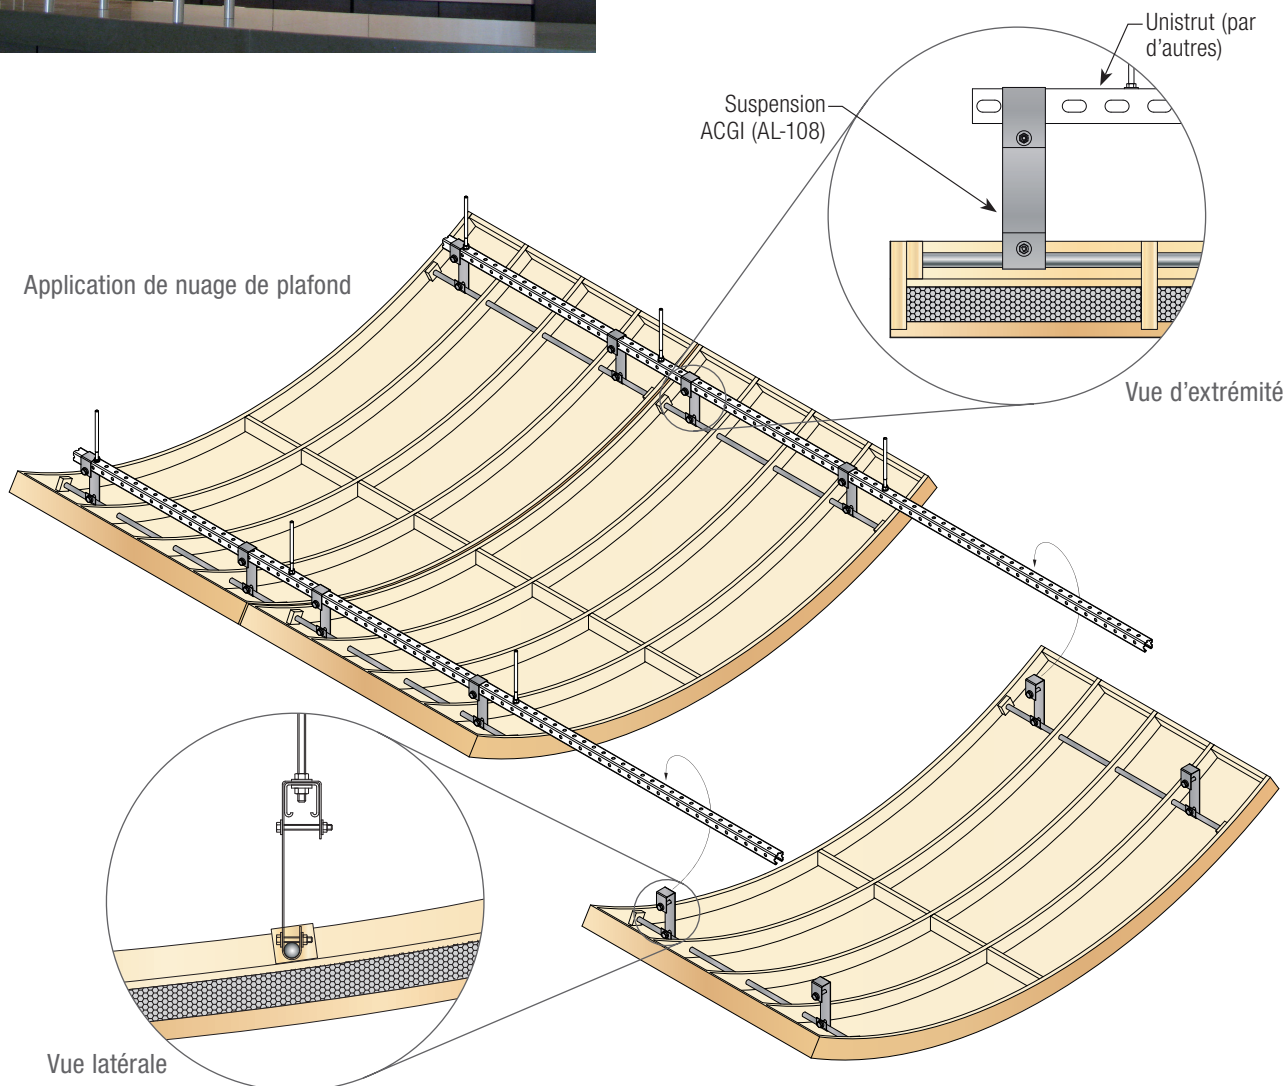 Unistrut (par
d’autres)
Suspension
ACGI (AL-108)
Application de nuage de plafond
Vue d’extrémité
Vue latérale